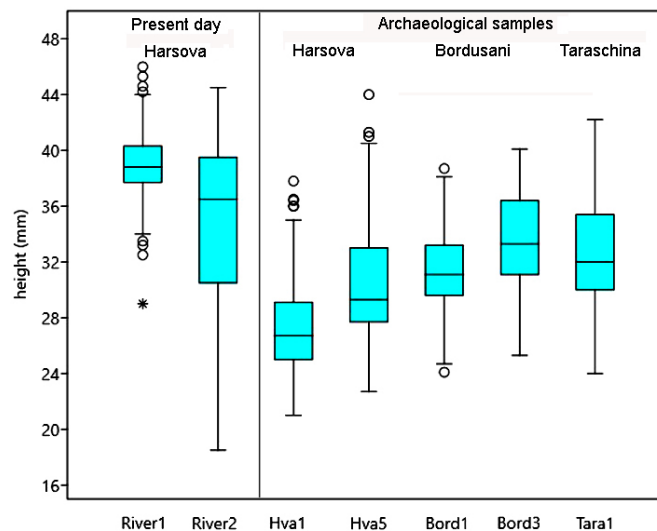 Present day
Archaeological samples
Harsova
Harsova
Bordusani
Taraschina
height (mm)
48
44
40
36
32
28
24
20
16
River1
River2
Hva1
Hva5
Bord1
Bord3
Tara1